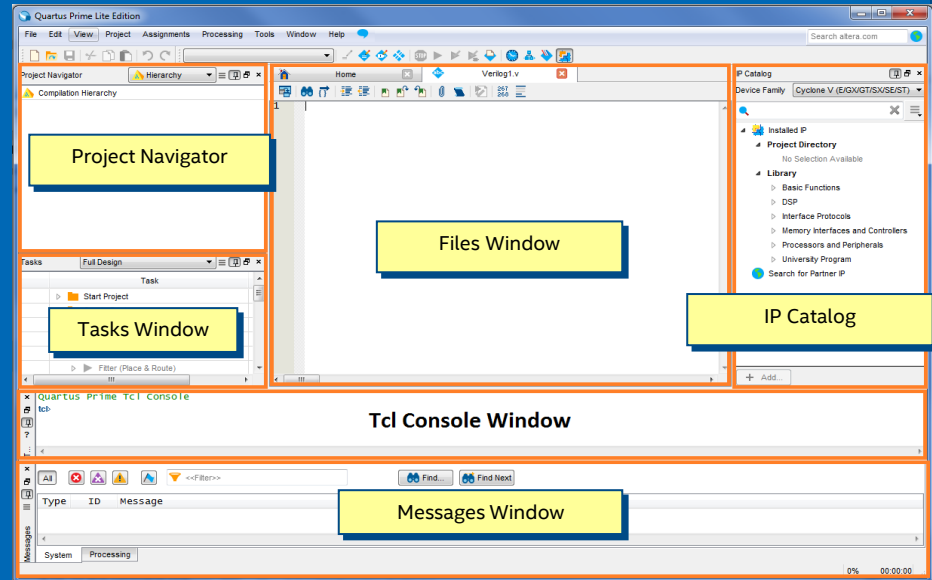 Quartus Prime Lite Edition
File Edit View Project Assignments Processing Tools Window Help
Search altera.com
Project Navigator Hierarchy
Compilation Hierarchy
Project Navigator
Home Verilog1.v
267
268
1
Files Window
IP Catalog
Device Family Cyclone V (E/GX/GT/SX/SE/ST)
Installed IP
Project Directory
No Selection Available
Library
Basic Functions
DSP
Interface Protocols
Memory Interfaces and Controllers
Processors and Peripherals
University Program
Search for Partner IP
IP Catalog
+ Add...
Tasks Full Design
Task
Start Project
Tasks Window
Fitter (Place & Route)
Quartus Prime Tcl Console
tcl>
Tcl Console Window
All <<Filter>> Find... Find Next
Type ID Message
Messages Window
Messages
System Processing
0% 00:00:00